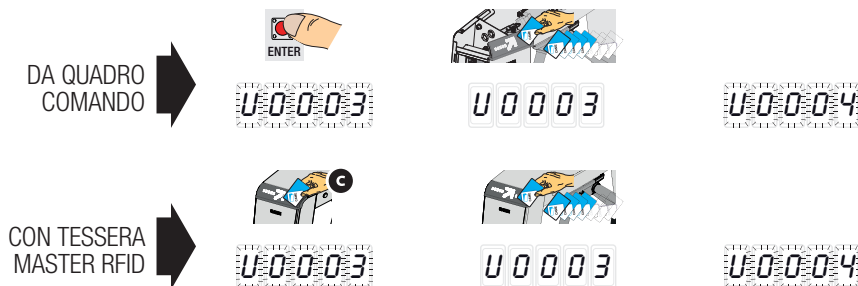 ENTER
DA QUADRO
COMANDO
U0003
U0003
U0004
C
CON TESSERA
MASTER RFID
U0003
U0003
U0004